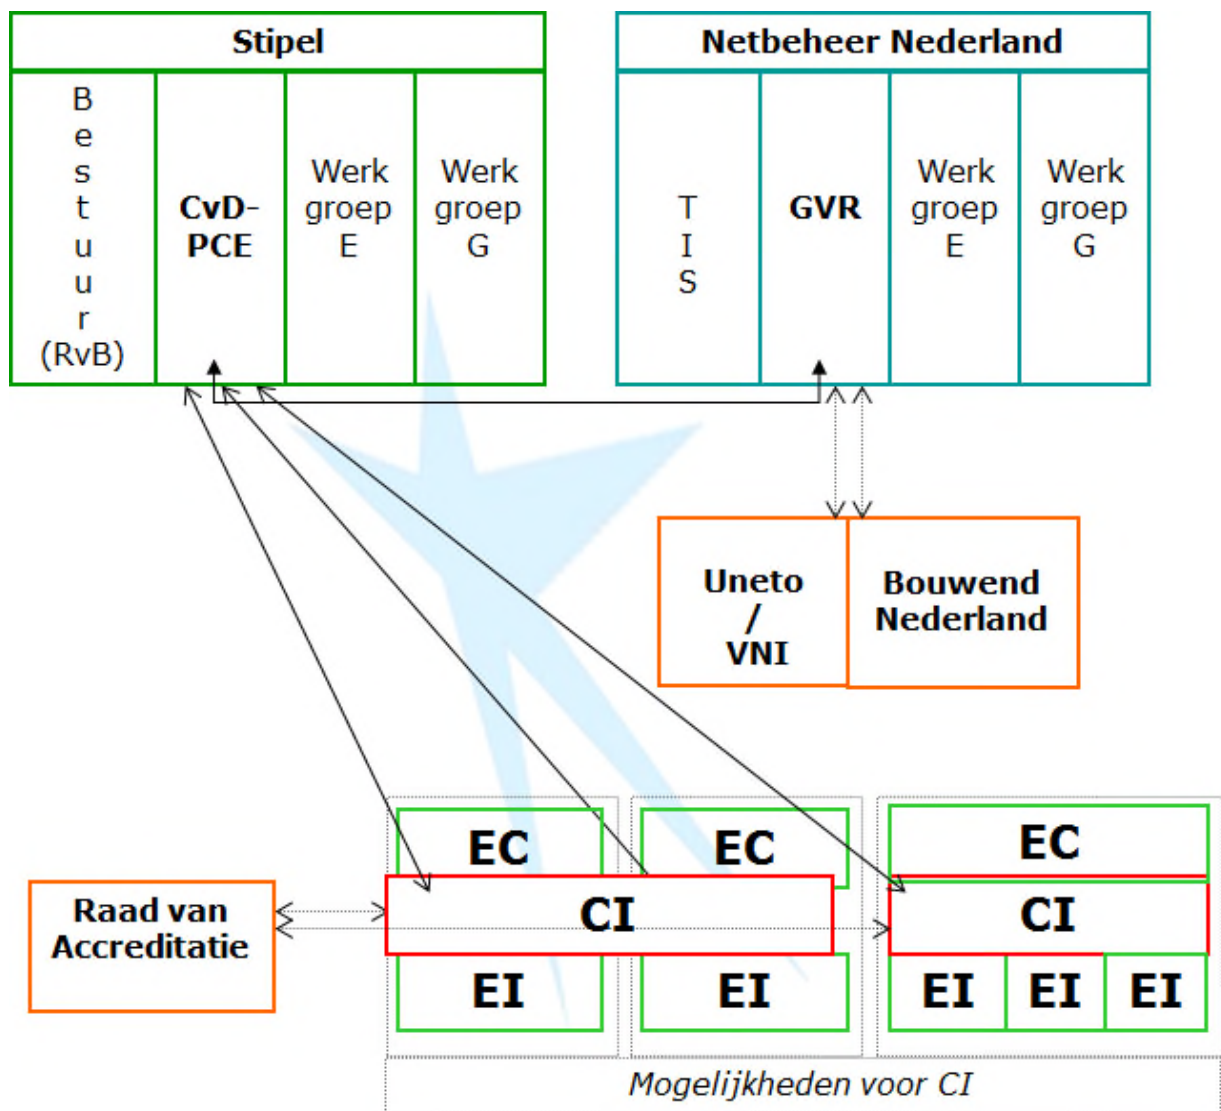 Stipel
B
e
s
t
u
u
r
(RvB)
CvD-
PCE
Werk
groep
E
Werk
groep
G
Netbeheer Nederland
T
I
S
GVR
Werk
groep
E
Werk
groep
G
Uneto
/
VNI
Bouwend
Nederland
Raad van
Accreditatie
EC
EC
CI
EI
EI
EC
CI
EI
EI
EI
Mogelijkheden voor CI